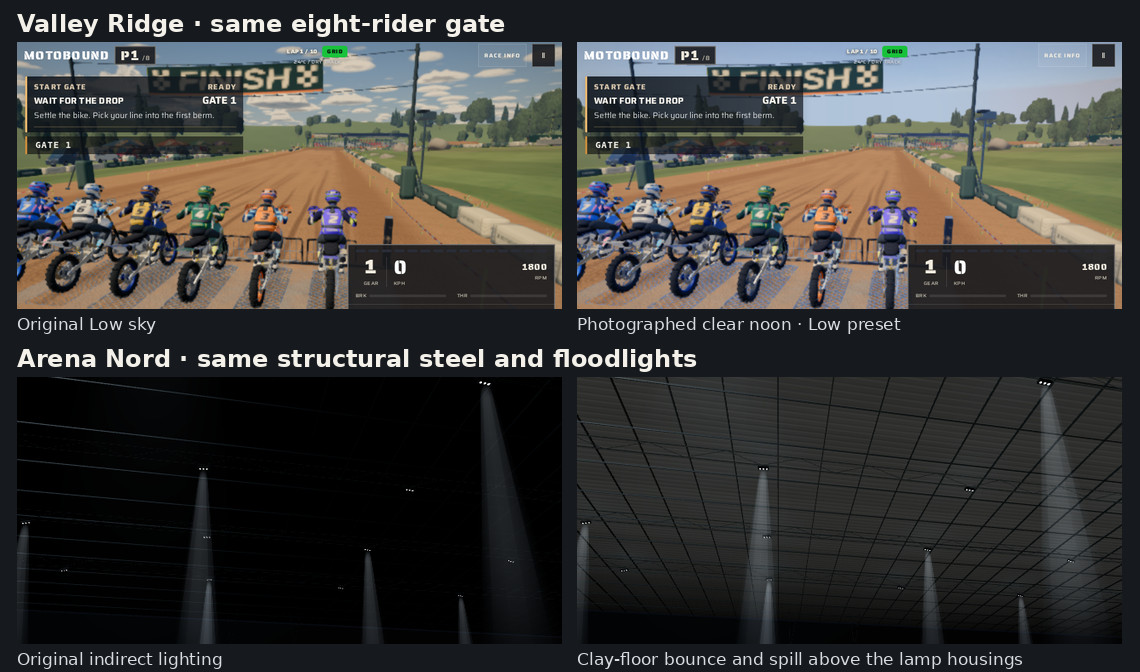 Valley Ridge · same eight-rider gate
MOTOBOUND P1 /8
LAP 1 / 10 GRID
RACE INFO
FINISH
START GATE READY
WAIT FOR THE DROP GATE 1
Settle the bike. Pick your line into the first berm.
GATE 1
1 0 1800
GEAR KPH RPM
BRK THR
MOTOBOUND P1 /8
LAP 1 / 10 GRID
RACE INFO
FINISH
START GATE READY
WAIT FOR THE DROP GATE 1
Settle the bike. Pick your line into the first berm.
GATE 1
1 0 1800
GEAR KPH RPM
BRK THR
Original Low sky
Photographed clear noon · Low preset
Arena Nord · same structural steel and floodlights
Original indirect lighting
Clay-floor bounce and spill above the lamp housings